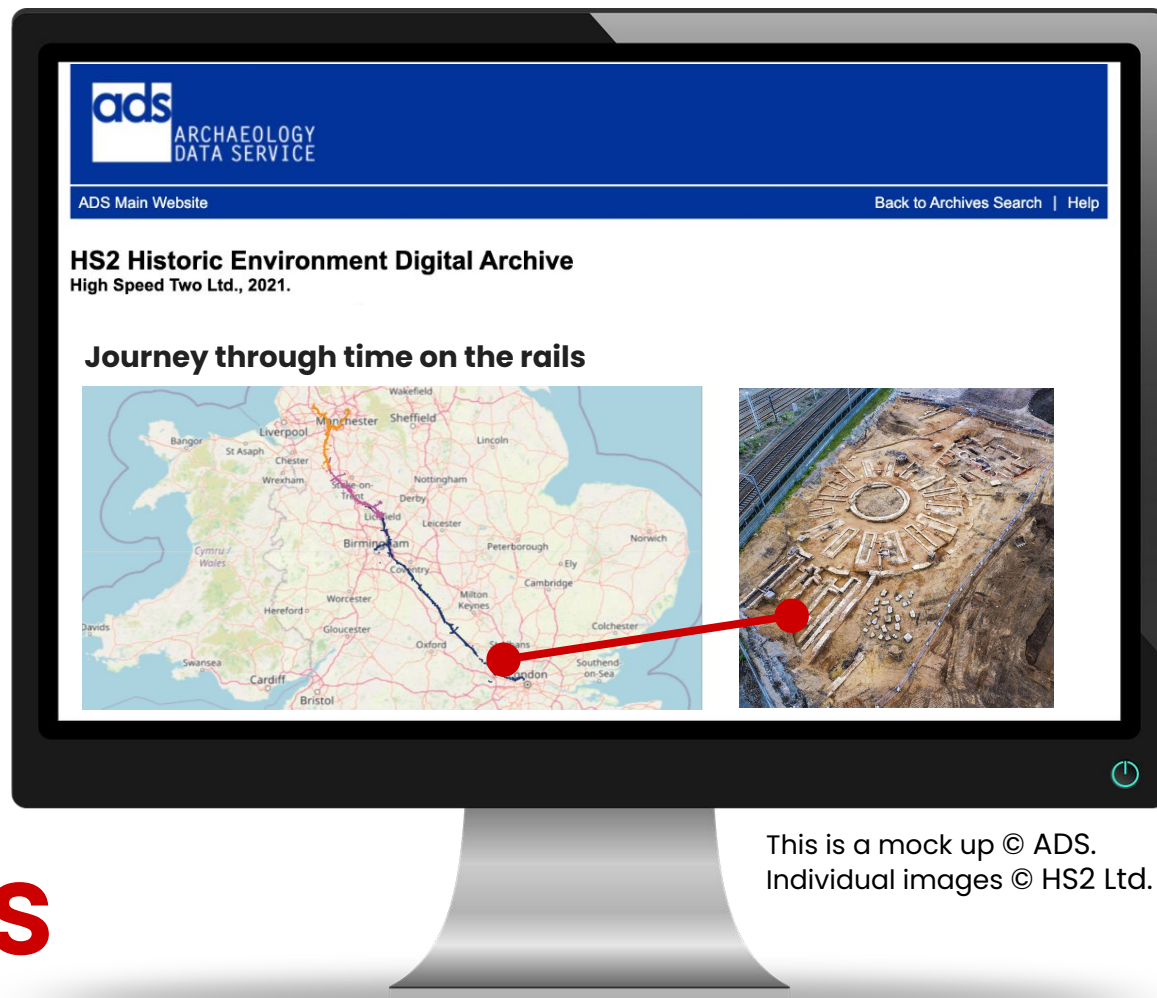 ads
ARCHAEOLOGY
DATA SERVICE
ADS Main Website
Back to Archives Search | Help
HS2 Historic Environment Digital Archive
High Speed Two Ltd., 2021.
Journey through time on the rails
Wakefield
Manchester
Sheffield
Liverpool
Bangor
St Asaph
Lincoln
Chester
Wrexham
Stoke-on-
Trent
Nottingham
Derby
Lichfield
Leicester
Norwich
Birmingham
Peterborough
Cymru /
Wales
Ely
Coventry
Cambridge
Worcester
Milton
Keynes
Hereford
Colchester
Davids
Gloucester
Oxford
Swansea
Southend-
on-Sea
Cardiff
London
Bristol
This is a mock up © ADS.
Individual images © HS2 Ltd.
s